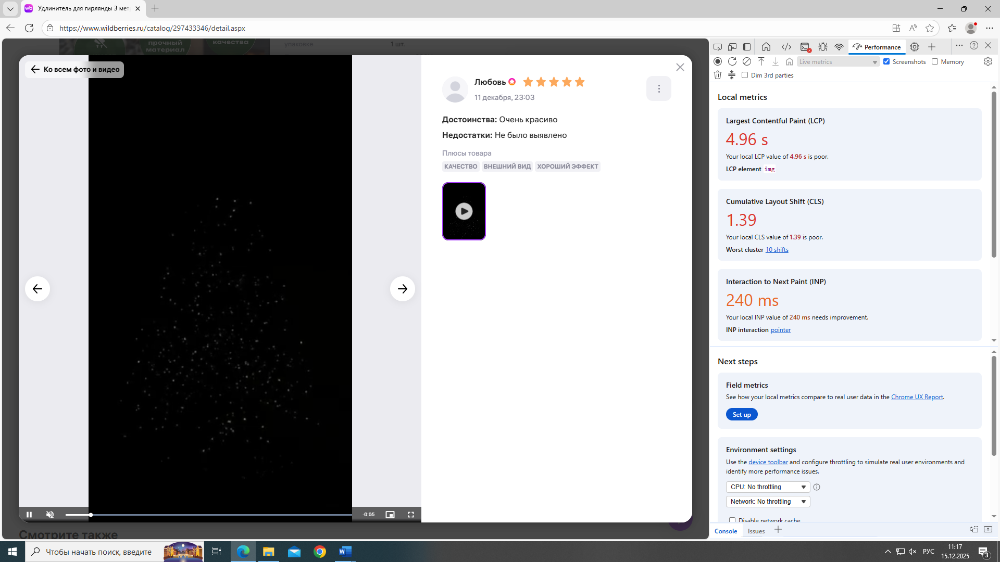 Удлинитель для гирлянды 3 мет
https://www.wildberries.ru/catalog/297433346/detail.aspx
прочный
материал
качества
упаковке
1 шт.
Ко всем фото и видео
Любовь
11 декабря, 23:03
Достоинства: Очень красиво
Недостатки: Не было выявлено
Плюсы товара
КАЧЕСТВО ВНЕШНИЙ ВИД ХОРОШИЙ ЭФФЕКТ
-0:05
Смотрите также
Performance
Live metrics
Screenshots
Memory
Dim 3rd parties
Local metrics
Largest Contentful Paint (LCP)
4.96 s
Your local LCP value of 4.96 s is poor.
LCP element img
Cumulative Layout Shift (CLS)
1.39
Your local CLS value of 1.39 is poor.
Worst cluster 10 shifts
Interaction to Next Paint (INP)
240 ms
Your local INP value of 240 ms needs improvement.
INP interaction pointer
Next steps
Field metrics
See how your local metrics compare to real user data in the Chrome UX Report.
Set up
Environment settings
Use the device toolbar and configure throttling to simulate real user environments and
identify more performance issues.
CPU: No throttling
Network: No throttling
Disable network cache
Console
Issues
Чтобы начать поиск, введите
РУС
11:17
15.12.2025
3